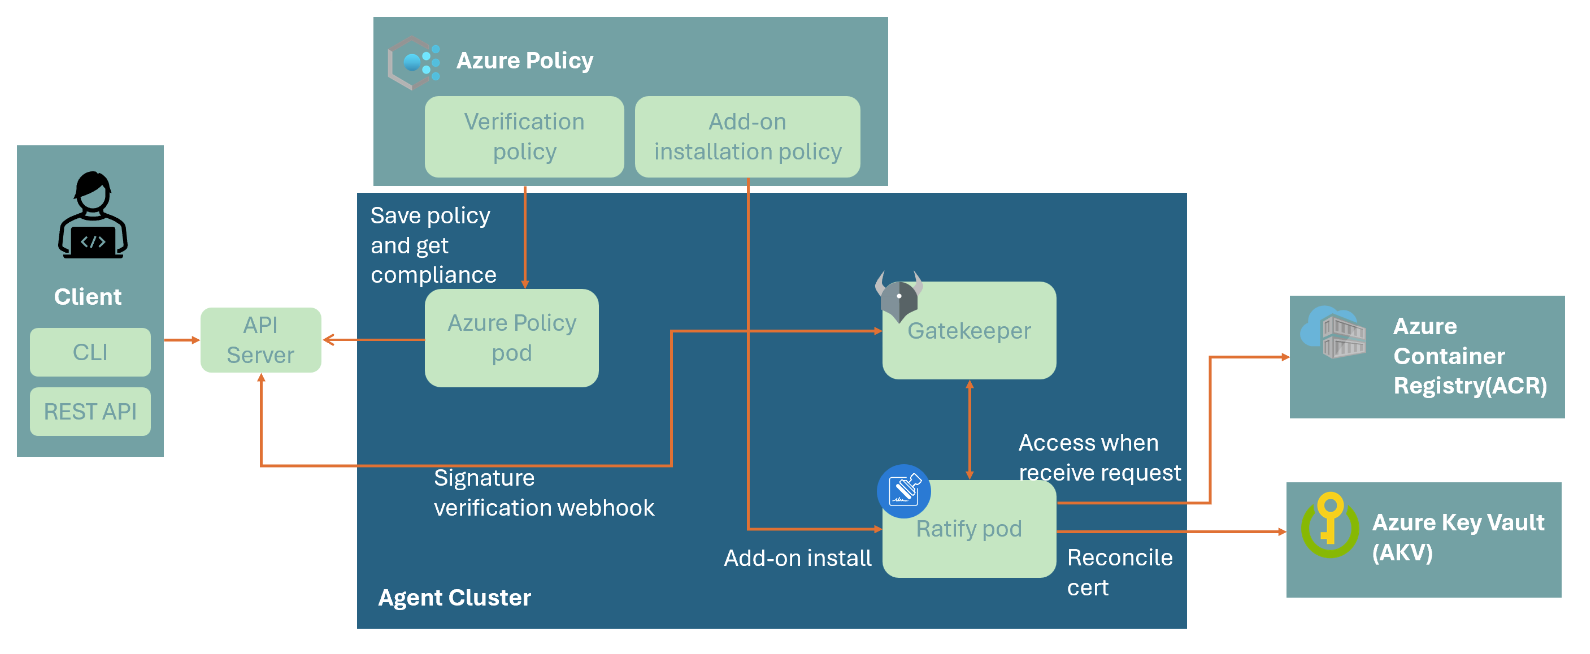 Azure Policy
Verification
policy
Add-on
installation policy
</>
Client
CLI
REST API
API
Server
Save policy
and get
compliance
Azure Policy
pod
Gatekeeper
Signature
verification webhook
Access when
receive request
Ratify pod
Add-on install
Reconcile
cert
Agent Cluster
Azure
Container
Registry(ACR)
Azure Key Vault
(AKV)